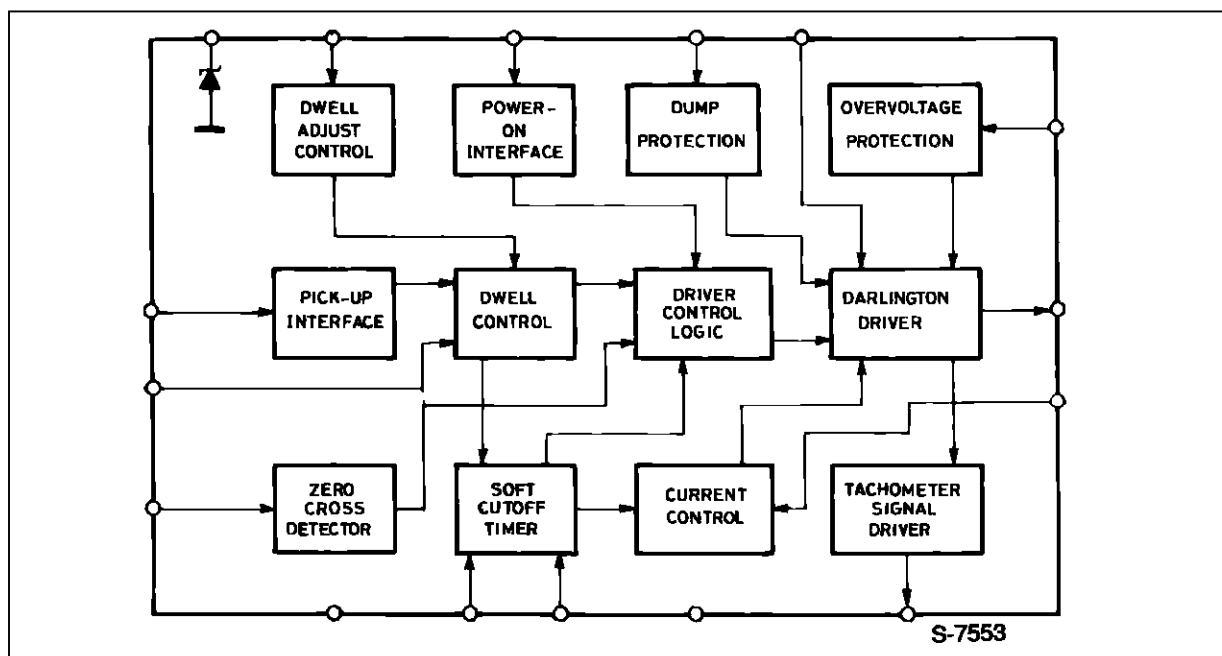 DWELL
ADJUST
CONTROL
POWER-
ON
INTERFACE
DUMP
PROTECTION
OVERVOLTAGE
PROTECTION
PICK-UP
INTERFACE
DWELL
CONTROL
DRIVER
CONTROL
LOGIC
DARLINGTON
DRIVER
ZERO
CROSS
DETECTOR
SOFT
CUTOFF
TIMER
CURRENT
CONTROL
TACHOMETER
SIGNAL
DRIVER
S-7553